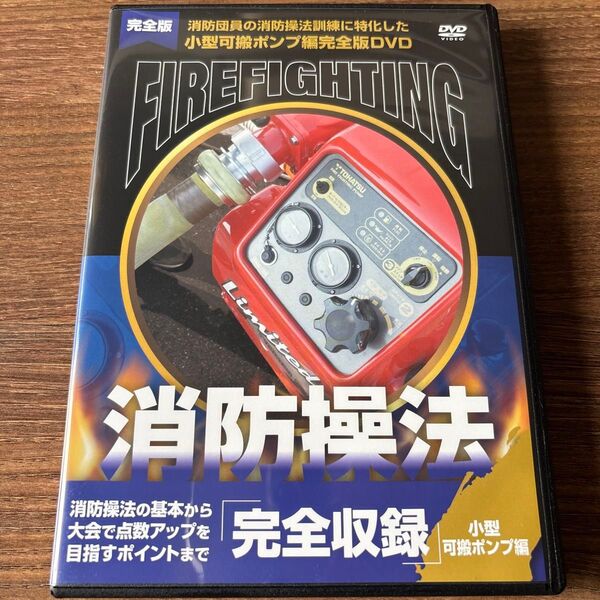 完全版
消防団員の消防操法訓練に特化した
小型可搬ポンプ編完全版DVD
DVD
VIDEO
FIREFIGHTING
TOHATSU
Limited
消防操法
消防操法の基本から
大会で点数アップを
目指すポイントまで
「完全収録」
小型
可搬ポンプ編